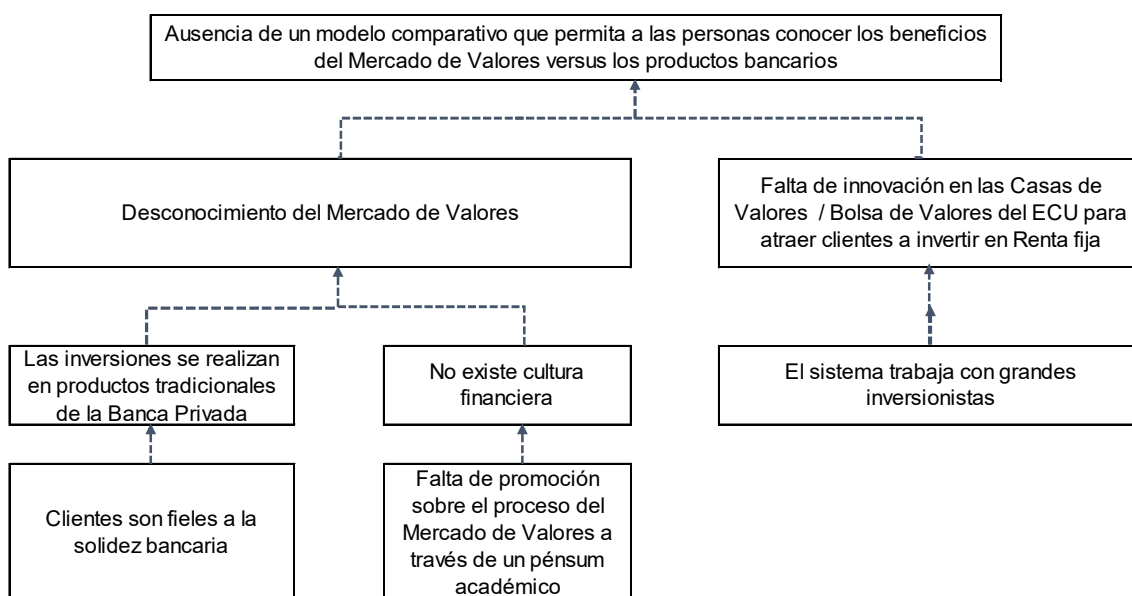 Ausencia de un modelo comparativo que permita a las personas conocer los beneficios
del Mercado de Valores versus los productos bancarios
Desconocimiento del Mercado de Valores
Falta de innovación en las Casas de
Valores / Bolsa de Valores del ECU para
atraer clientes a invertir en Renta fija
Las inversiones se realizan
en productos tradicionales
de la Banca Privada
No existe cultura
financiera
El sistema trabaja con grandes
inversionistas
Clientes son fieles a la
solidez bancaria
Falta de promoción
sobre el proceso del
Mercado de Valores a
través de un pénsum
académico